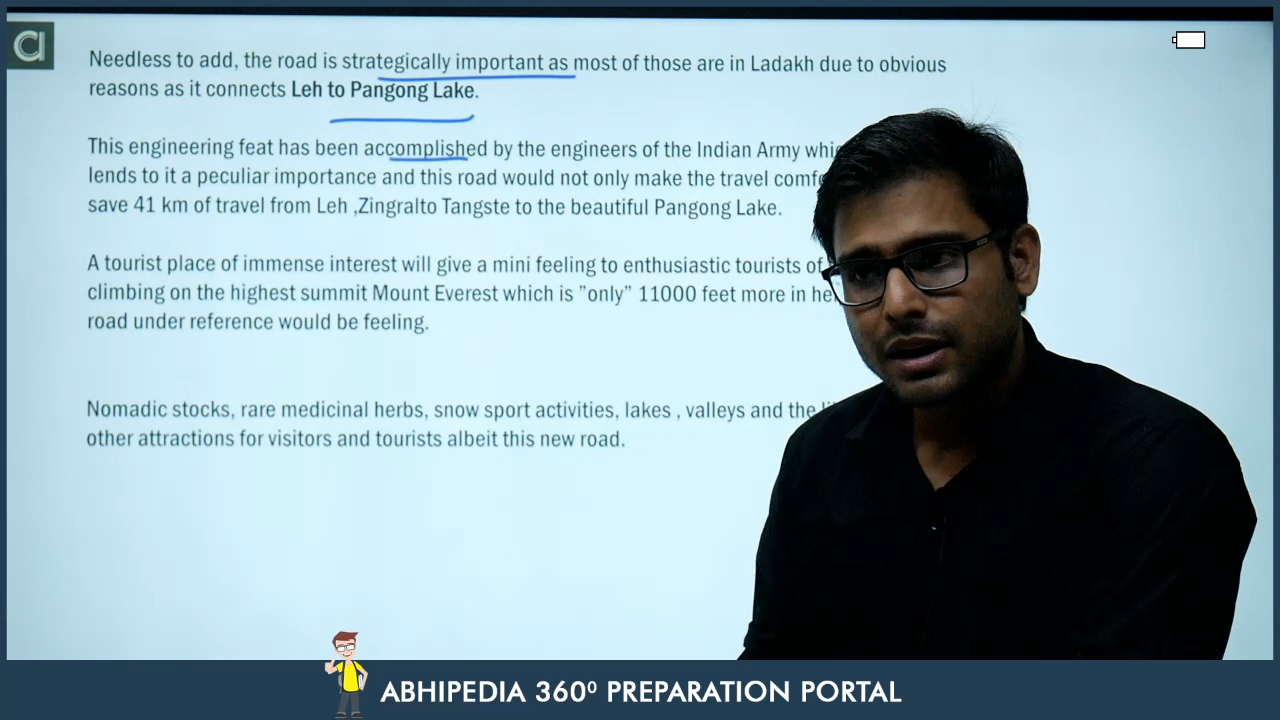 Needless to add, the road is strategically important as most of those are in Ladakh due to obvious
reasons as it connects Leh to Pangong Lake.
This engineering feat has been accomplished by the engineers of the Indian Army
lends to it a peculiar importance and this road would not only make the travel
save 41 km of travel from Leh ,Zingralto Tangste to the beautiful Pangong Lake.
A tourist place of immense interest will give a mini feeling to enthusiastic tourists of
climbing on the highest summit Mount Everest which is ”only” 11000 feet more in
road under reference would be feeling.
Nomadic stocks, rare medicinal herbs, snow sport activities, lakes , valleys and the
other attractions for visitors and tourists albeit this new road.
ABHIPEDIA 360⁰ PREPARATION PORTAL